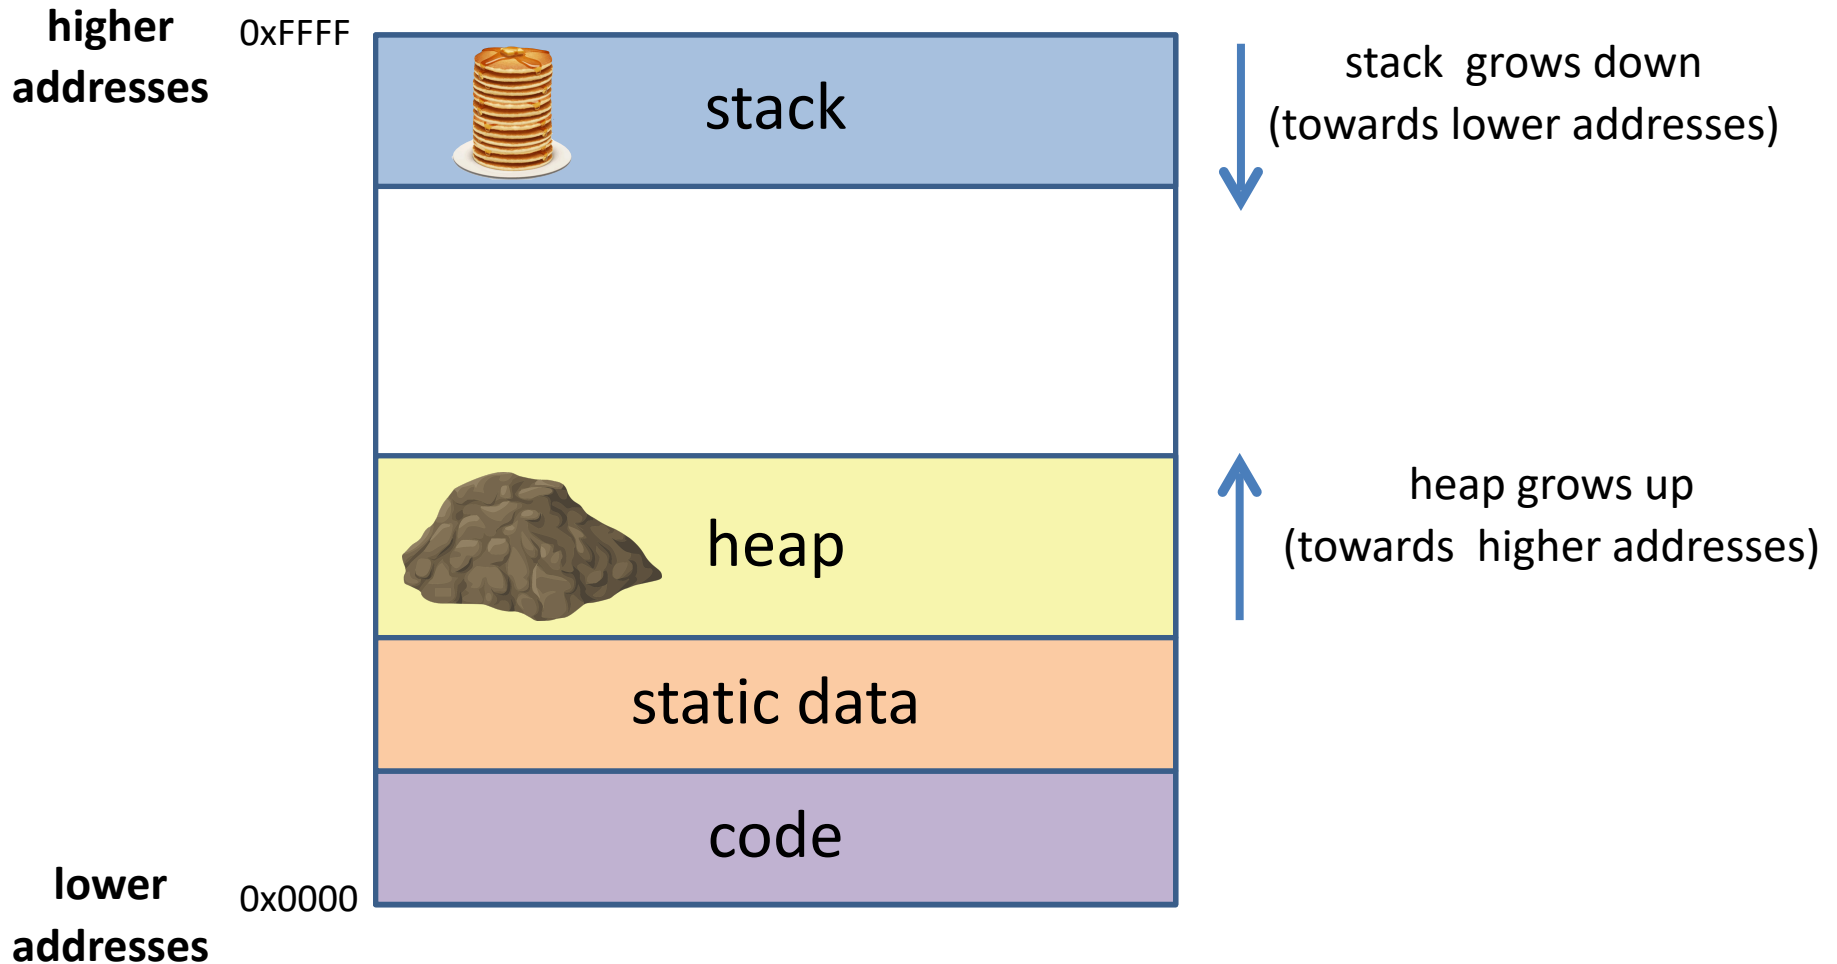 higher
addresses
0xFFFF
stack
stack grows down
(towards lower addresses)
heap
heap grows up
(towards higher addresses)
static data
code
lower
addresses
0x0000